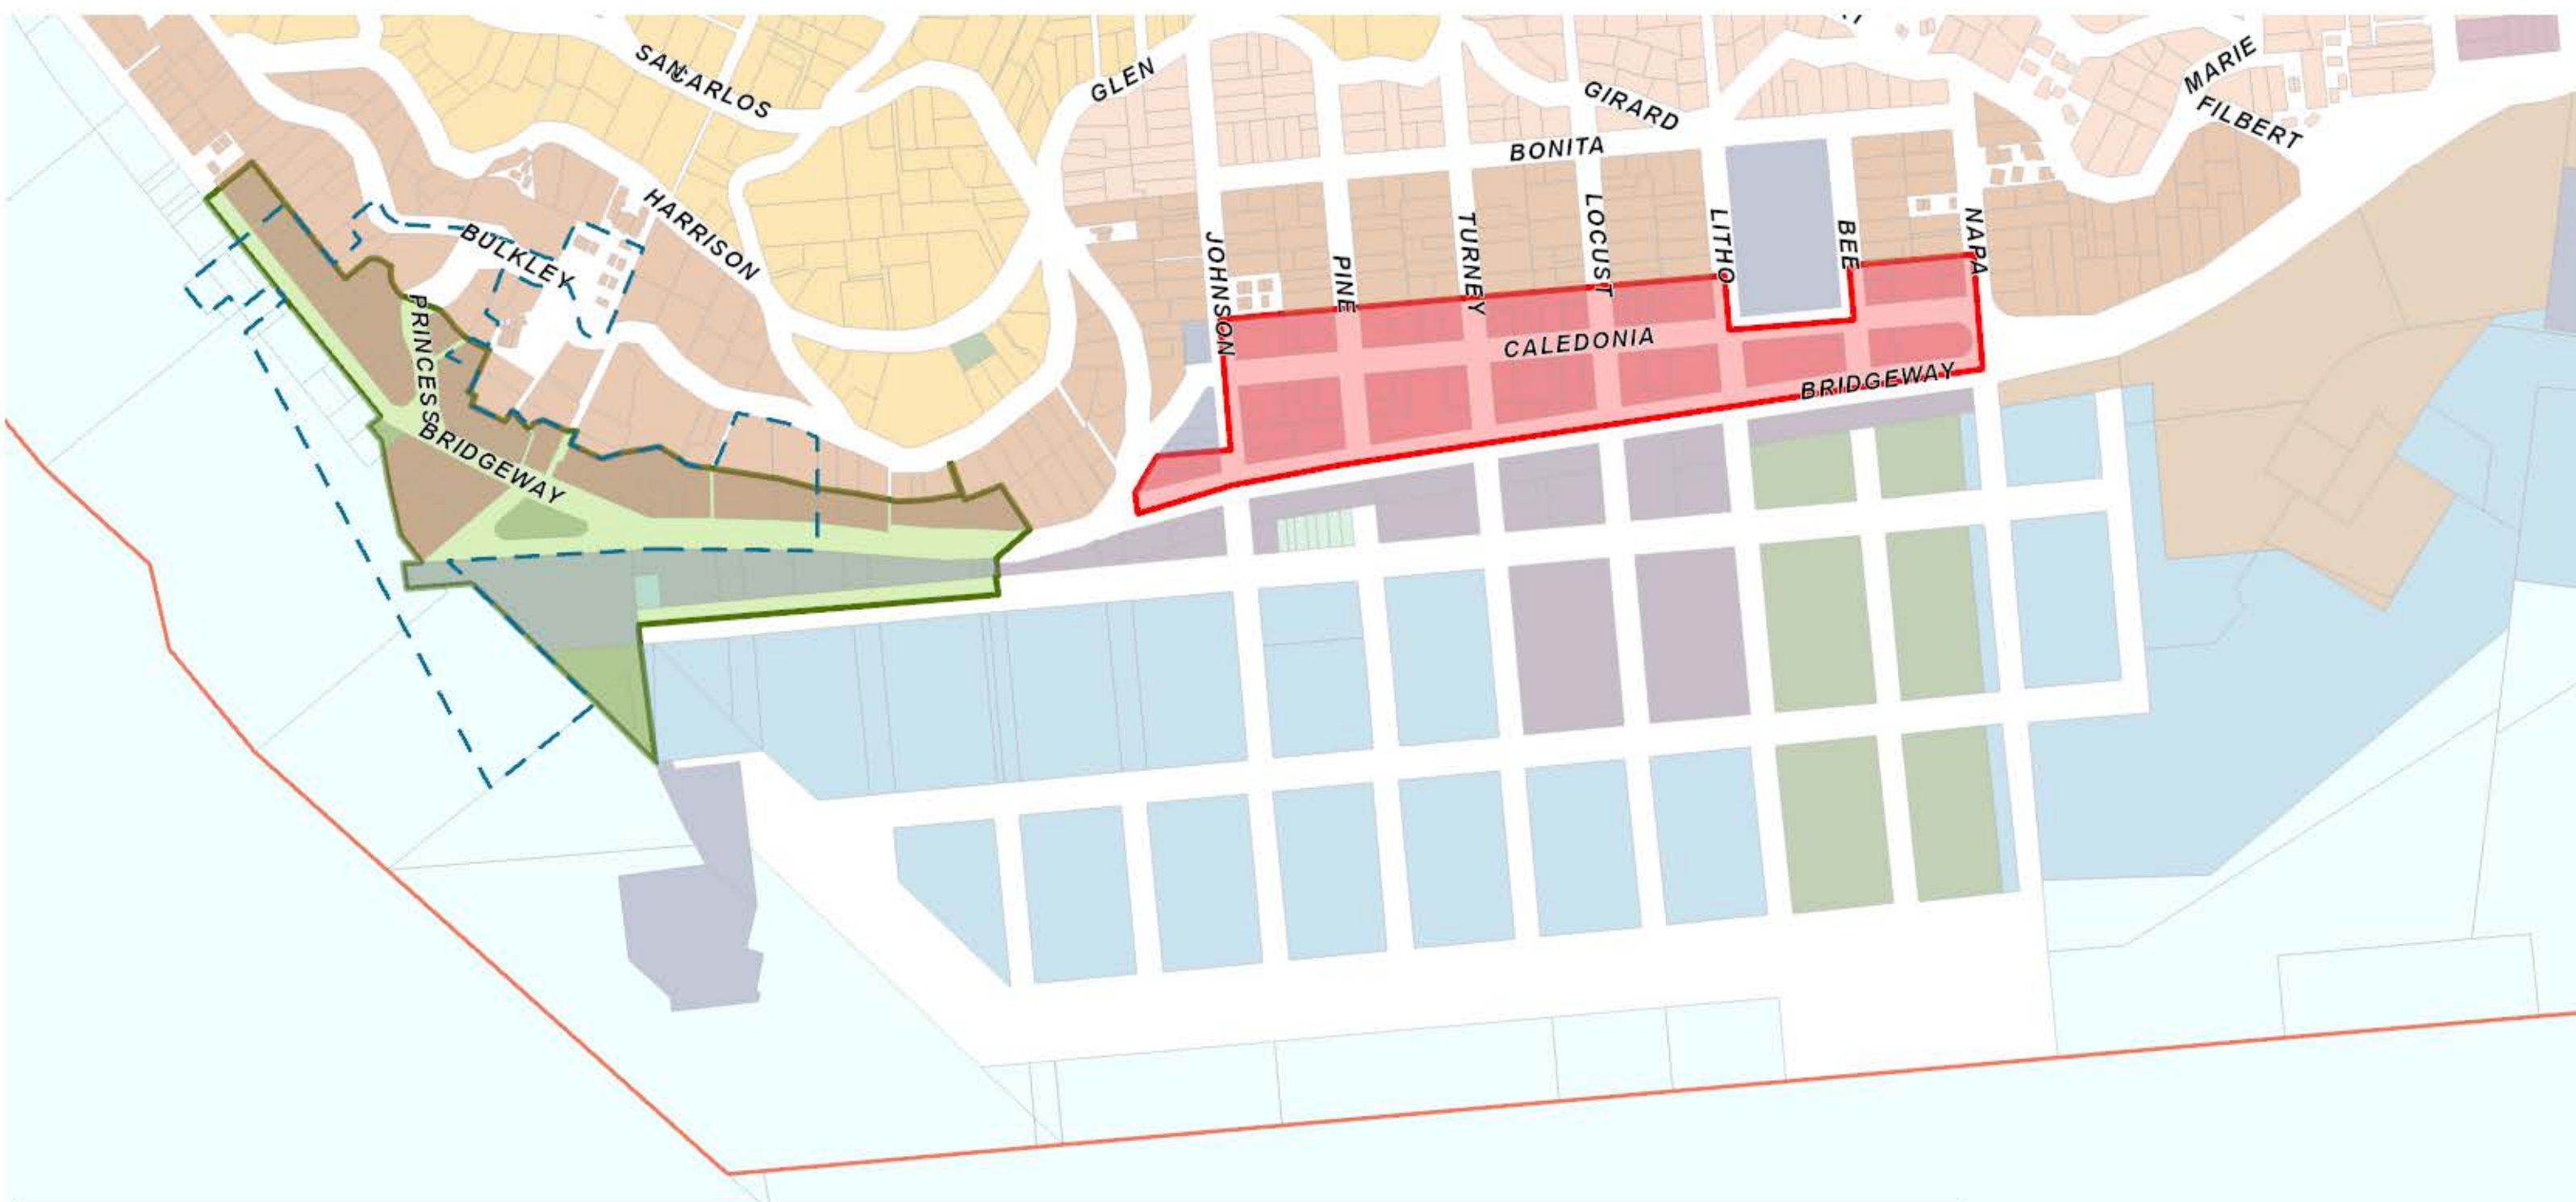 SAN CARLOS
GLEN
GIRARD
MARIE
FILBERT
BONITA
HARRISON
BULKLEY
JOHNSON
PINE
TURNEY
LOCUST
LITHO
BEE
NAPA
PRINCESS
CALEDONIA
BRIDGEWAY
BRIDGEWAY